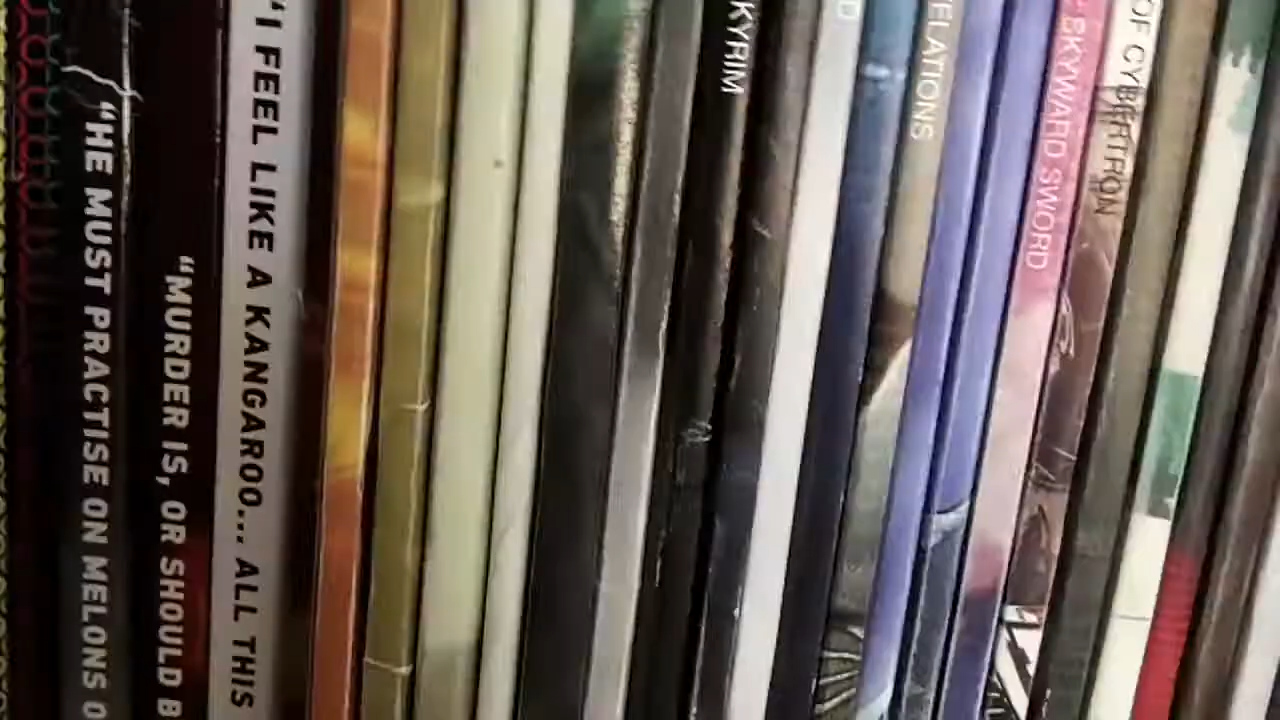 "HE MUST PRACTISE ON MELONS
"MURDER IS, OR SHOULD B
"I FEEL LIKE A KANGAROO... ALL THIS
KYRIM
D
ELATIONS
SKYWARD SWORD
OF CYBERTRON